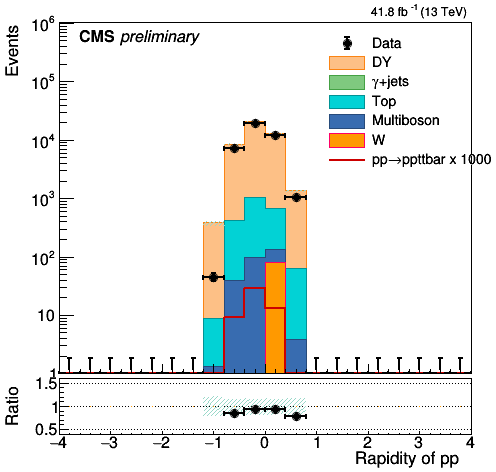 41.8 fb⁻¹ (13 TeV)
CMS preliminary
Events
10⁶
10⁵
10⁴
10³
10²
10
1
Data
DY
γ+jets
Top
Multiboson
W
pp→ppttbar x 1000
Ratio
1.5
1
0.5
−4 −3 −2 −1 0 1 2 3 4
Rapidity of pp